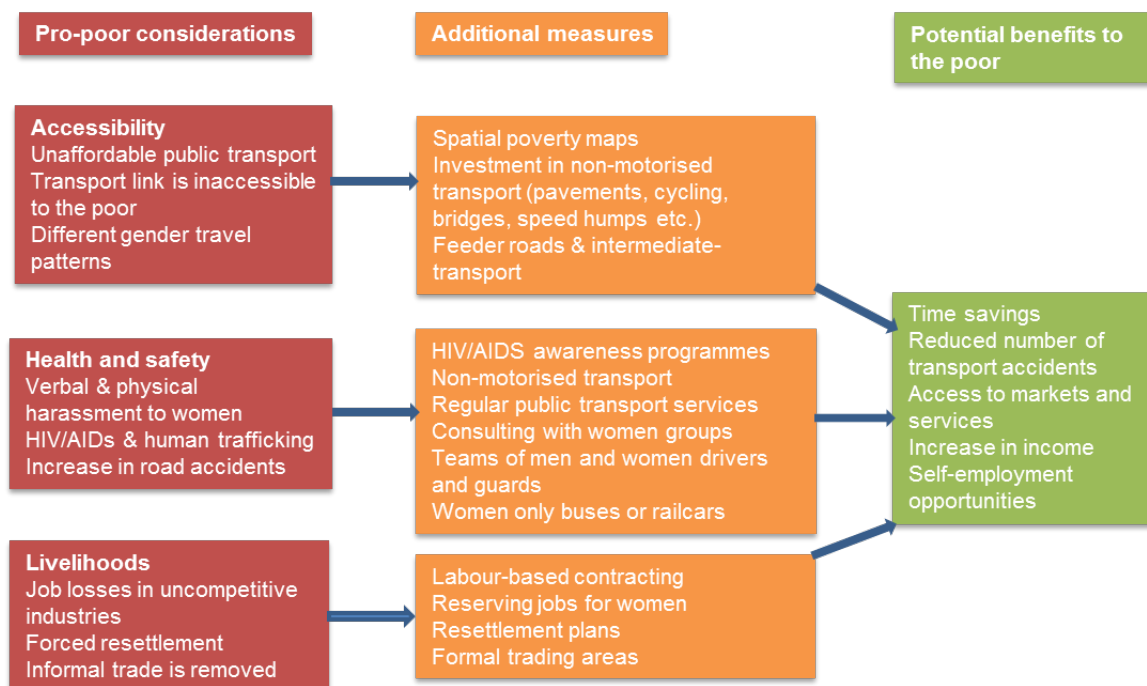 Pro-poor considerations
Additional measures
Potential benefits to
the poor
Accessibility
Unaffordable public transport
Transport link is inaccessible
to the poor
Different gender travel
patterns
Spatial poverty maps
Investment in non-motorised
transport (pavements, cycling,
bridges, speed humps etc.)
Feeder roads & intermediate-
transport
Health and safety
Verbal & physical
harassment to women
HIV/AIDs & human trafficking
Increase in road accidents
HIV/AIDS awareness programmes
Non-motorised transport
Regular public transport services
Consulting with women groups
Teams of men and women drivers
and guards
Women only buses or railcars
Livelihoods
Job losses in uncompetitive
industries
Forced resettlement
Informal trade is removed
Labour-based contracting
Reserving jobs for women
Resettlement plans
Formal trading areas
Time savings
Reduced number of
transport accidents
Access to markets and
services
Increase in income
Self-employment
opportunities